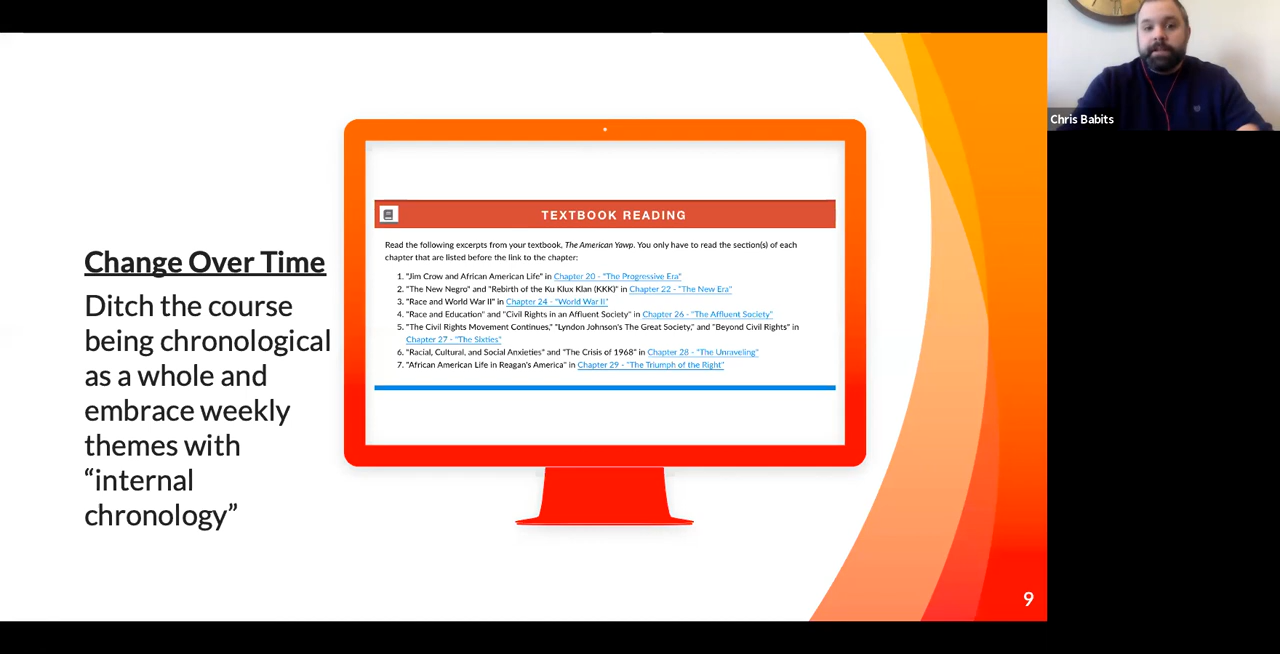 Change Over Time
Ditch the course
being chronological
as a whole and
embrace weekly
themes with
“internal
chronology”
TEXTBOOK READING
Read the following excerpts from your textbook, The American Yawp. You only have to read the section(s) of each
chapter that are listed before the link to the chapter:
1. "Jim Crow and African American Life" in Chapter 20 - "The Progressive Era"
2. "The New Negro" and "Rebirth of the Ku Klux Klan (KKK)" in Chapter 22 - "The New Era"
3. "Race and World War II" in Chapter 24 - "World War II"
4. "Race and Education" and "Civil Rights in an Affluent Society" in Chapter 26 - "The Affluent Society"
5. "The Civil Rights Movement Continues," "Lyndon Johnson's The Great Society," and "Beyond Civil Rights" in
Chapter 27 - "The Sixties"
6. "Racial, Cultural, and Social Anxieties" and "The Crisis of 1968" in Chapter 28 - "The Unraveling"
7. "African American Life in Reagan's America" in Chapter 29 - "The Triumph of the Right"
9
Chris Babits